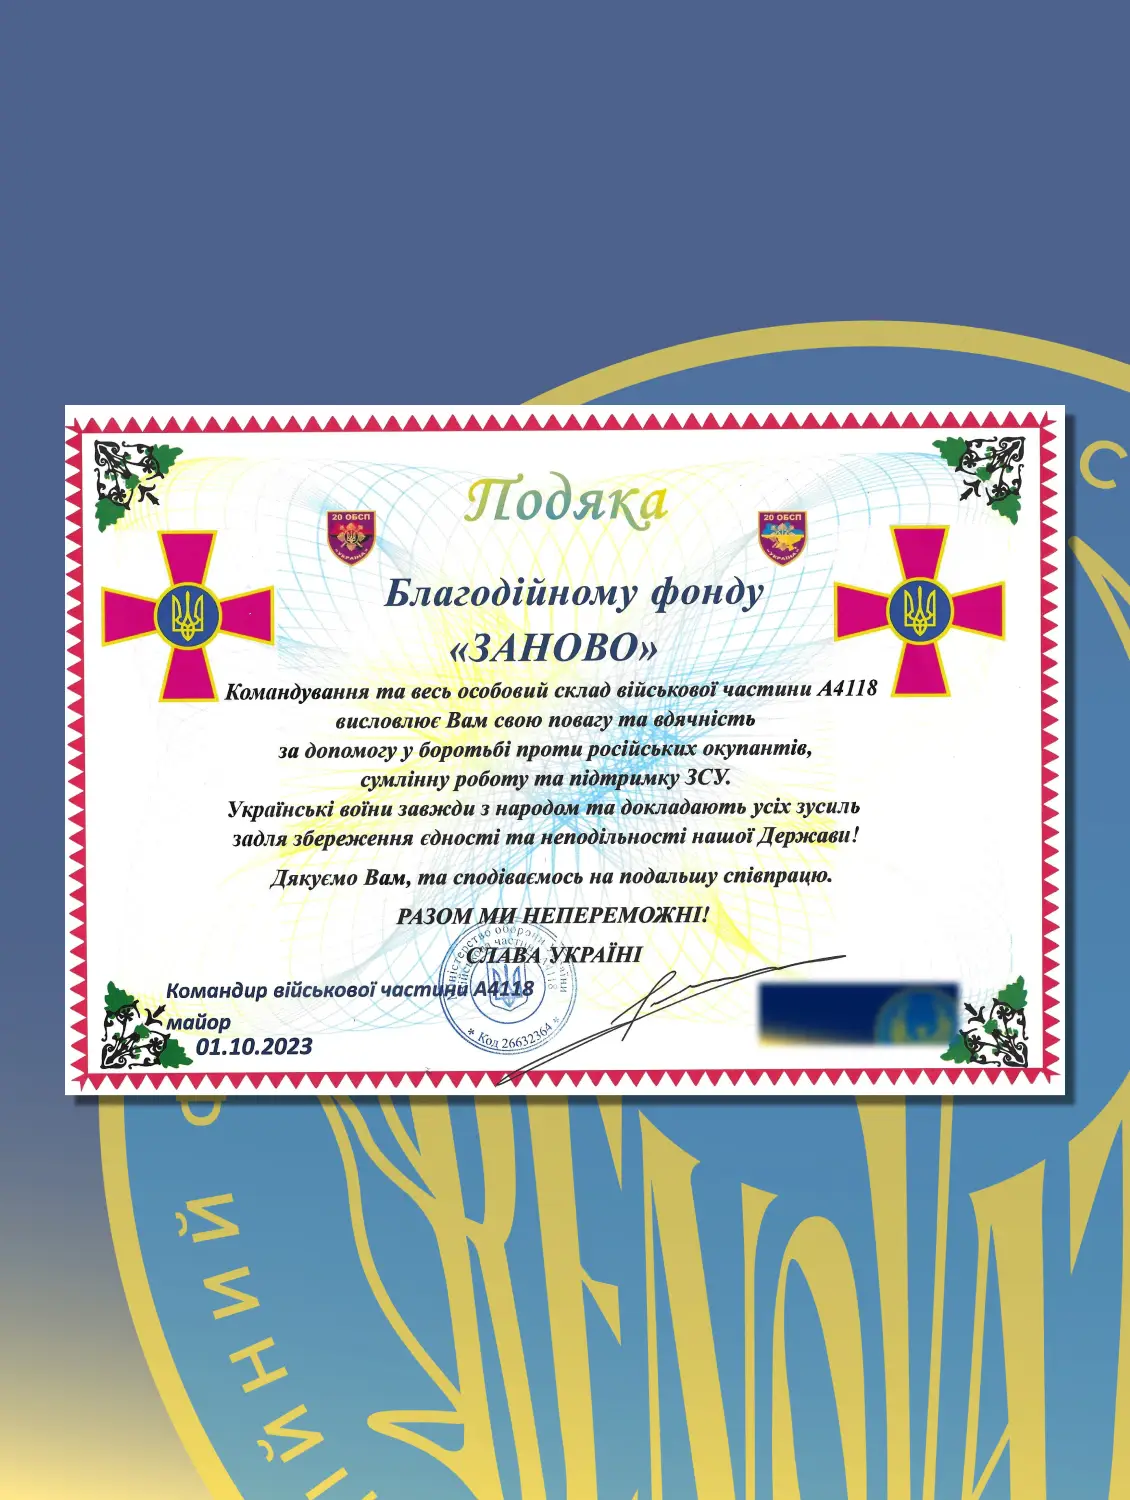 Подяка
20 ОБСП
«УКРАЇНА»
20 ОБСП
«УКРАЇНА»
Благодійному фонду
«ЗАНОВО»
Командування та весь особовий склад військової частини А4118
висловлює Вам свою повагу та вдячність
за допомогу у боротьбі проти російських окупантів,
сумлінну роботу та підтримку ЗСУ.
Українські воїни завжди з народом та докладають усіх зусиль
задля збереження єдності та неподільності нашої Держави!
Дякуємо Вам, та сподіваємось на подальшу співпрацю.
РАЗОМ МИ НЕПЕРЕМОЖНІ!
СЛАВА УКРАЇНІ
Командир військової частини А4118
майор
01.10.2023
Міністерство оборони України
Військова частина А4118
* Код 26632364 *
С
Ф
ЙИНЙІ